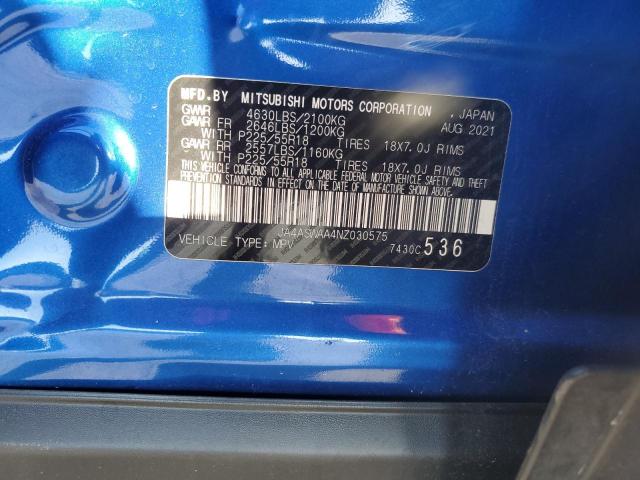 MFD.BY MITSUBISHI MOTORS CORPORATION , JAPAN
GVWR 4630LBS/2100KG AUG 2021
GAWR FR 2646LBS/1200KG
WITH P225/55R18 TIRES 18X7.0J RIMS
GAWR RR 2557LBS/1160KG
WITH P225/55R18 TIRES 18X7.0J RIMS
THIS VEHICLE CONFORMS TO ALL APPLICABLE FEDERAL MOTOR VEHICLE SAFETY AND THEFT
PREVENTION STANDARDS IN EFFECT ON THE DATE OF MANUFACTURE SHOWN ABOVE.
JA4ASWAA4NZ030575
VEHICLE TYPE: MPV 7430C 536